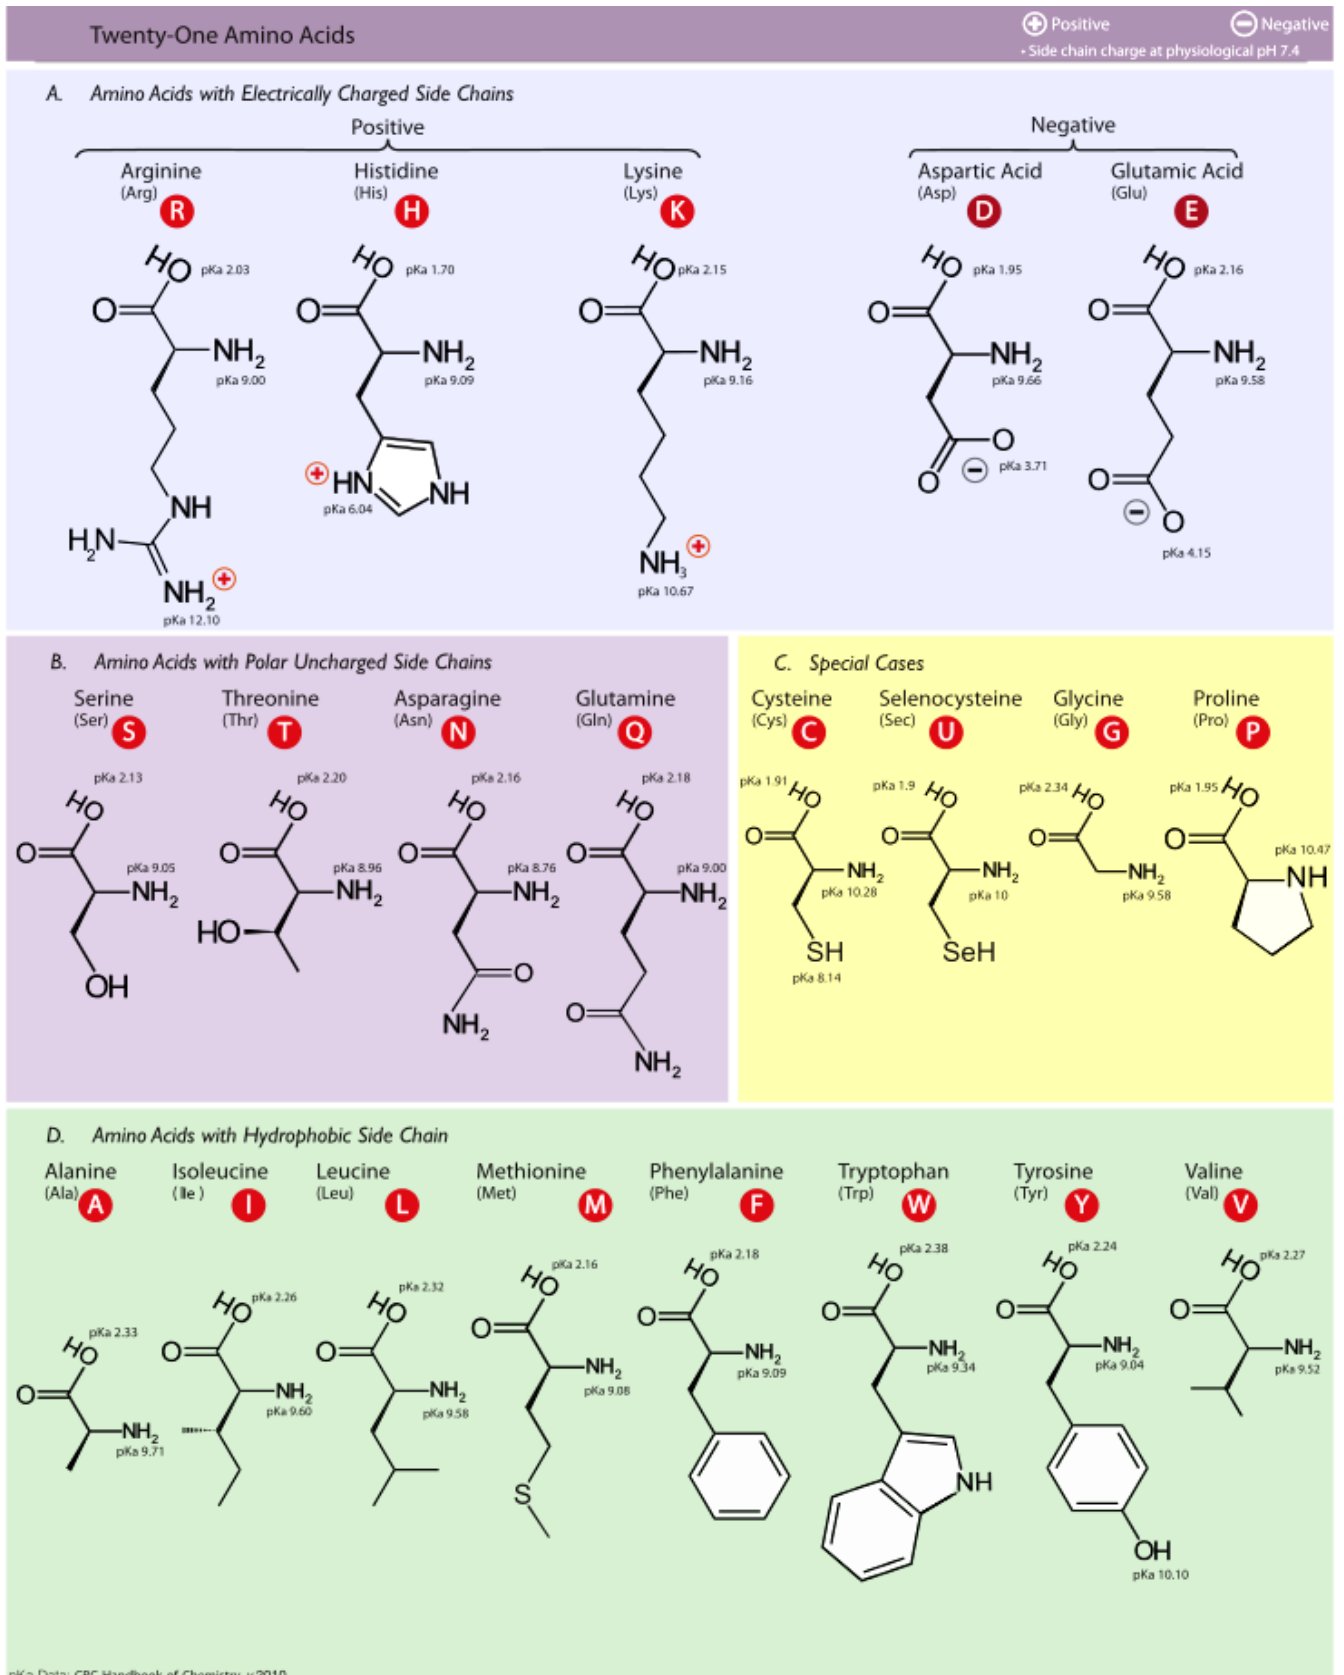 Twenty-One Amino Acids
+ Positive
− Negative
• Side chain charge at physiological pH 7.4
A. Amino Acids with Electrically Charged Side Chains
Positive
Negative
Arginine
(Arg)
R
HO
pKa 2.03
O
NH2
pKa 9.00
NH
H2N
NH2
+
pKa 12.10
Histidine
(His)
H
HO
pKa 1.70
O
NH2
pKa 9.09
+
HN
NH
pKa 6.04
Lysine
(Lys)
K
HO
pKa 2.15
O
NH2
pKa 9.16
NH3
+
pKa 10.67
Aspartic Acid
(Asp)
D
HO
pKa 1.95
O
NH2
pKa 9.66
O
−
pKa 3.71
O
Glutamic Acid
(Glu)
E
HO
pKa 2.16
O
NH2
pKa 9.58
O
−
O
pKa 4.15
B. Amino Acids with Polar Uncharged Side Chains
Serine
(Ser)
S
pKa 2.13
HO
O
pKa 9.05
NH2
OH
Threonine
(Thr)
T
pKa 2.20
HO
O
pKa 8.96
NH2
HO
Asparagine
(Asn)
N
pKa 2.16
HO
O
pKa 8.76
NH2
O
NH2
Glutamine
(Gln)
Q
pKa 2.18
HO
O
pKa 9.00
NH2
O
NH2
C. Special Cases
Cysteine
(Cys)
C
pKa 1.91
HO
O
NH2
pKa 10.28
SH
pKa 8.14
Selenocysteine
(Sec)
U
pKa 1.9
HO
O
NH2
pKa 10
SeH
Glycine
(Gly)
G
pKa 2.34
HO
O
NH2
pKa 9.58
Proline
(Pro)
P
pKa 1.95
HO
O
pKa 10.47
NH
D. Amino Acids with Hydrophobic Side Chain
Alanine
(Ala)
A
pKa 2.33
HO
O
NH2
pKa 9.71
Isoleucine
(Ile)
I
pKa 2.26
HO
O
NH2
pKa 9.60
Leucine
(Leu)
L
pKa 2.32
HO
O
NH2
pKa 9.58
Methionine
(Met)
M
pKa 2.16
HO
O
NH2
pKa 9.08
S
Phenylalanine
(Phe)
F
pKa 2.18
HO
O
NH2
pKa 9.09
Tryptophan
(Trp)
W
pKa 2.38
HO
O
NH2
pKa 9.34
NH
Tyrosine
(Tyr)
Y
pKa 2.24
HO
O
NH2
pKa 9.04
OH
pKa 10.10
Valine
(Val)
V
pKa 2.27
HO
O
NH2
pKa 9.52
pKa Data: CRC Handbook of Chemistry, v.2010